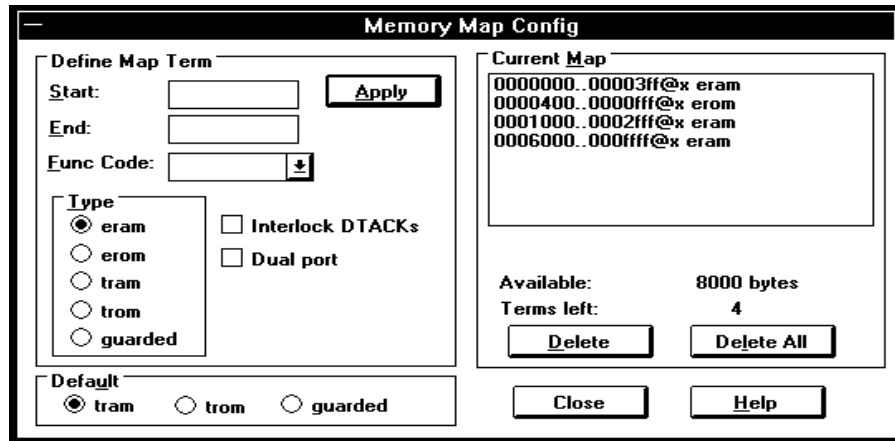 Memory Map Config
Define Map Term
Start:
Apply
End:
Func Code:
Type
eram
erom
tram
trom
guarded
Interlock DTACKs
Dual port
Default
tram trom guarded
Current Map
0000000..00003ff@x eram
0000400..0000fff@x erom
0001000..0002fff@x eram
0006000..000ffff@x eram
Available: 8000 bytes
Terms left: 4
Delete Delete All
Close Help